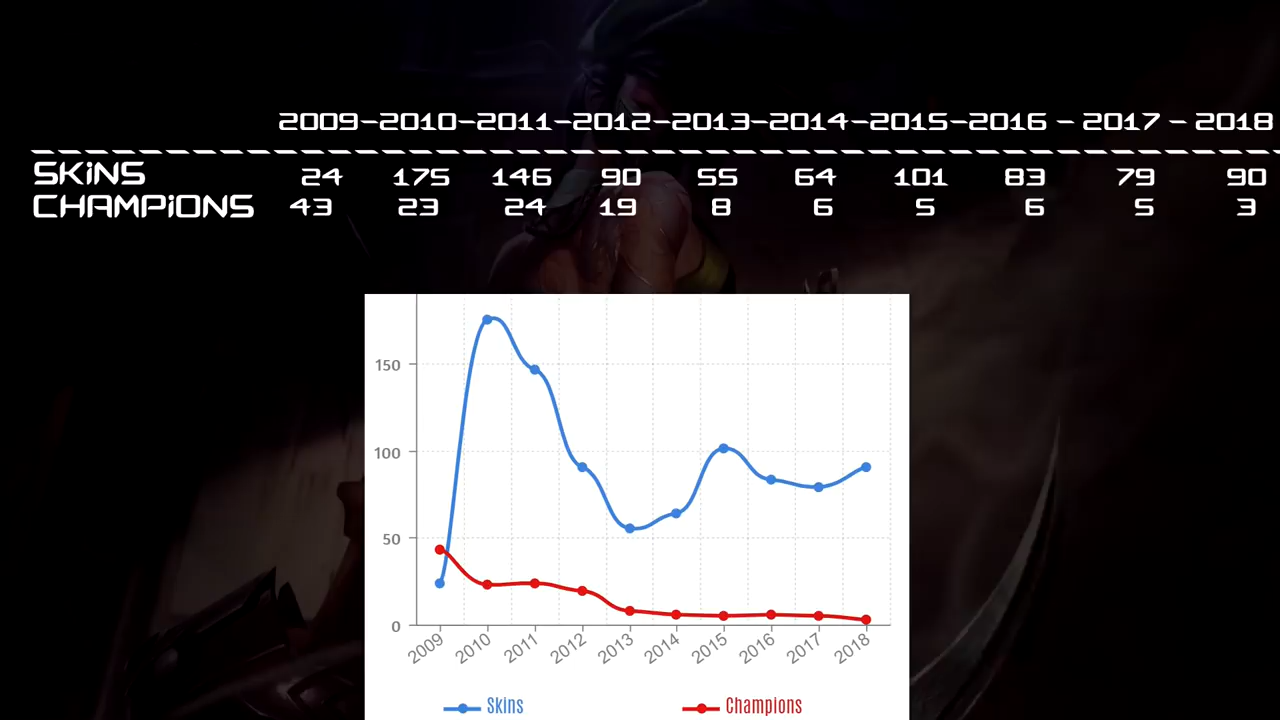 2009-2010-2011-2012-2013-2014-2015-2016 - 2017 - 2018
SKiNS 24 175 146 90 55 64 101 83 79 90
CHAMPiONS 43 23 24 19 8 6 5 6 5 3
150
100
50
0
2009 2010 2011 2012 2013 2014 2015 2016 2017 2018
Skins Champions